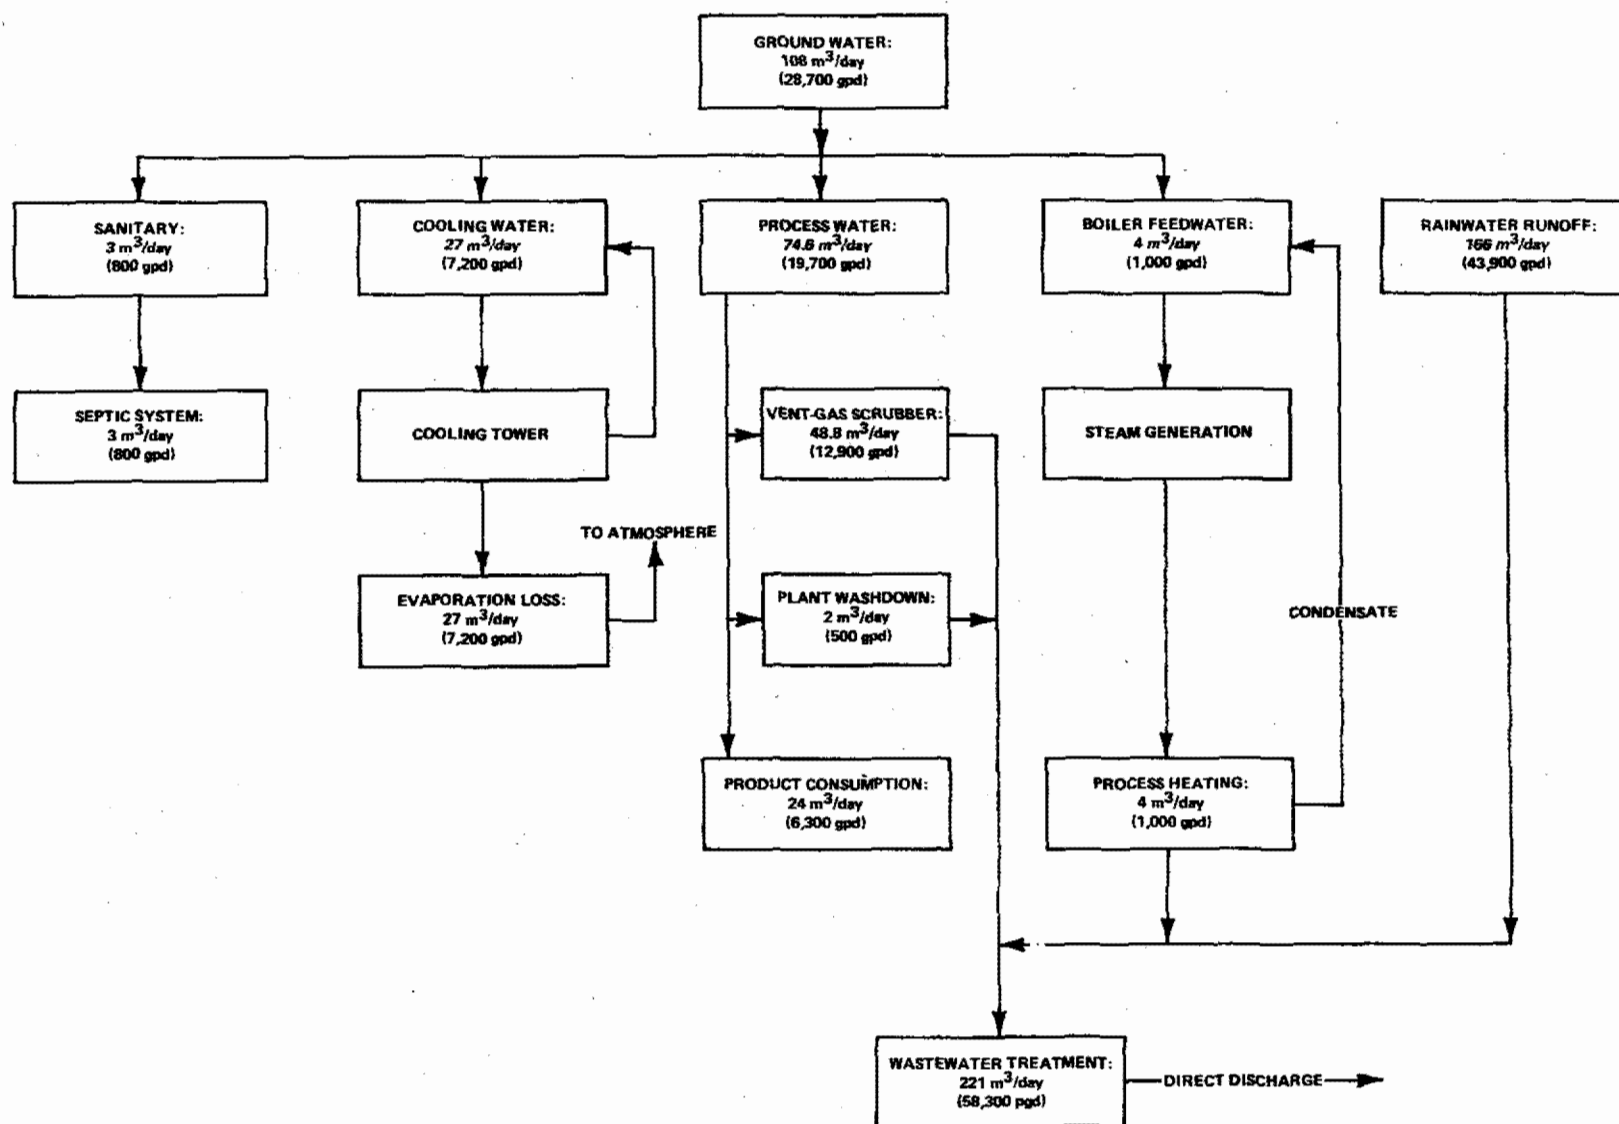 GROUND WATER:
108 m³/day
(28,700 gpd)
SANITARY:
3 m³/day
(800 gpd)
COOLING WATER:
27 m³/day
(7,200 gpd)
PROCESS WATER:
74.6 m³/day
(19,700 gpd)
BOILER FEEDWATER:
4 m³/day
(1,000 gpd)
RAINWATER RUNOFF:
166 m³/day
(43,900 gpd)
SEPTIC SYSTEM:
3 m³/day
(800 gpd)
COOLING TOWER
VENT-GAS SCRUBBER:
48.8 m³/day
(12,900 gpd)
STEAM GENERATION
TO ATMOSPHERE
EVAPORATION LOSS:
27 m³/day
(7,200 gpd)
PLANT WASHDOWN:
2 m³/day
(500 gpd)
CONDENSATE
PRODUCT CONSUMPTION:
24 m³/day
(6,300 gpd)
PROCESS HEATING:
4 m³/day
(1,000 gpd)
WASTEWATER TREATMENT:
221 m³/day
(58,300 pgd)
DIRECT DISCHARGE